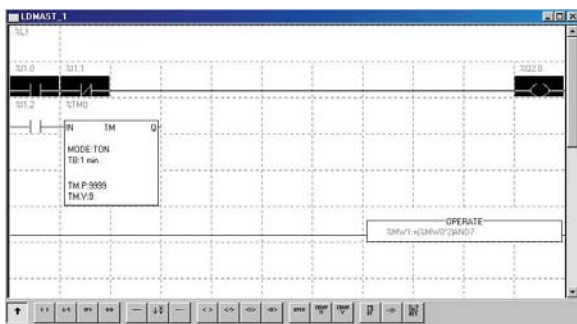 LDMAST_1
%L1
%I1.0 %I1.1 %Q2.0
%I1.2 %TM0
IN TM Q
MODE:TON
TB:1 min
TM.P:9999
TM.V:9
OPERATE
%MW1:=(%MW0*2)AND7